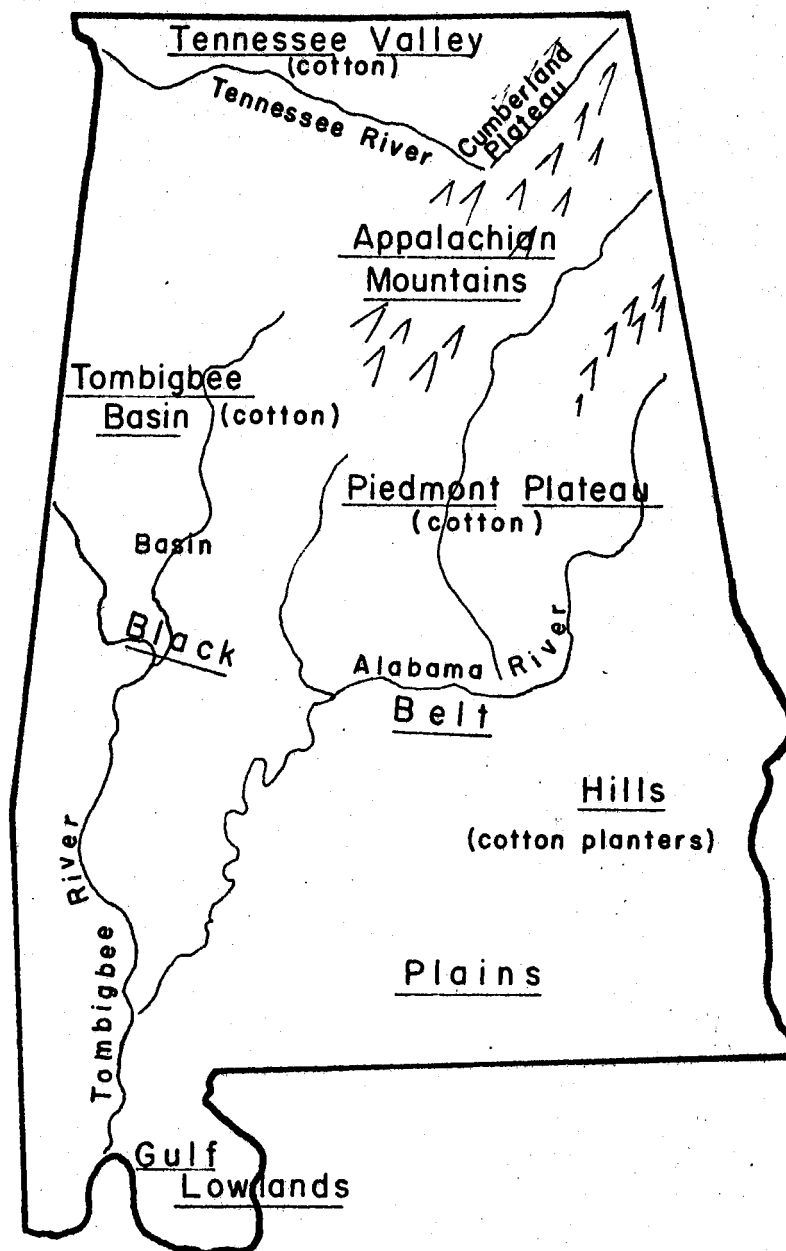 Tennessee Valley
(cotton)
Tennessee River
Cumberland
Plateau
Appalachian
Mountains
Tombigbee
Basin (cotton)
Piedmont Plateau
(cotton)
Basin
Black
Alabama River
Belt
Hills
(cotton planters)
Plains
Tombigbee River
Gulf
Lowlands